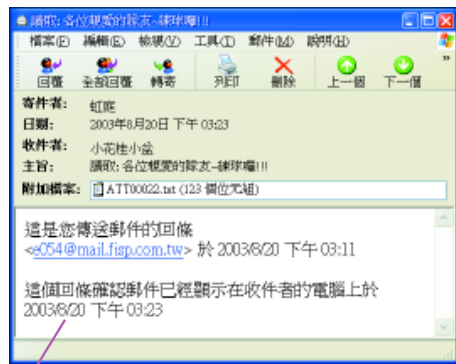 讀取: 各位親愛的隊友--練球囉!!!
檔案(F) 編輯(E) 檢視(V) 工具(T) 郵件(M) 說明(H)
回覆 全部回覆 轉寄 列印 刪除 上一個 下一個
寄件者: 虹庭
日期: 2003年8月20日 下午 03:23
收件者: 小花桂小盆
主旨: 讀取: 各位親愛的隊友--練球囉!!!
附加檔案: ATT00022.txt (123 個位元組)
這是您傳送郵件的回條
<e054@mail.fisp.com.tw> 於 2003/8/20 下午 03:11
這個回條確認郵件已經顯示在收件者的電腦上於
2003/8/20 下午 03:23